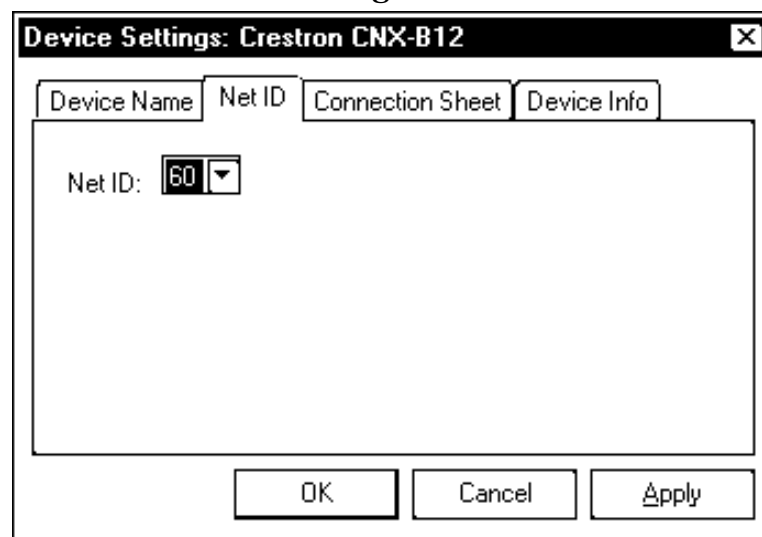 Device Settings: Crestron CNX-B12
Device Name Net ID Connection Sheet Device Info
Net ID: 60
OK Cancel Apply